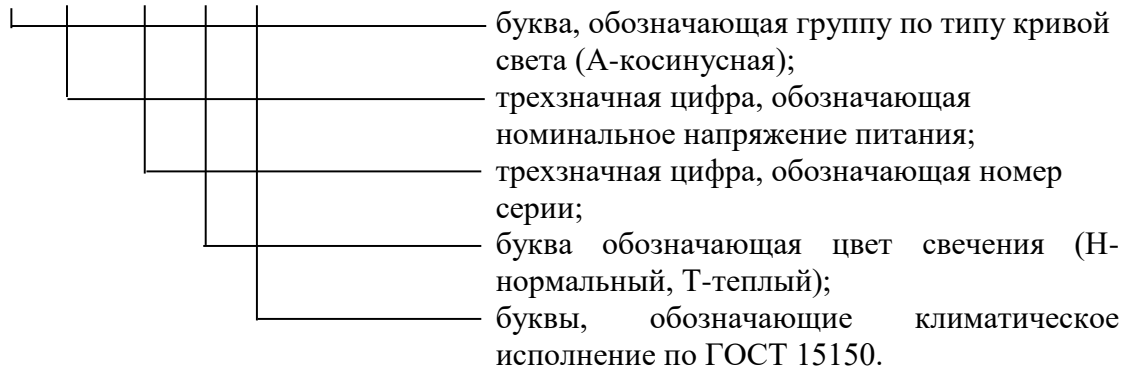 буква, обозначающая группу по типу кривой
света (А-косинусная);
трехзначная цифра, обозначающая
номинальное напряжение питания;
трехзначная цифра, обозначающая номер
серии;
буква обозначающая цвет свечения (Н-
нормальный, Т-теплый);
буквы, обозначающие климатическое
исполнение по ГОСТ 15150.